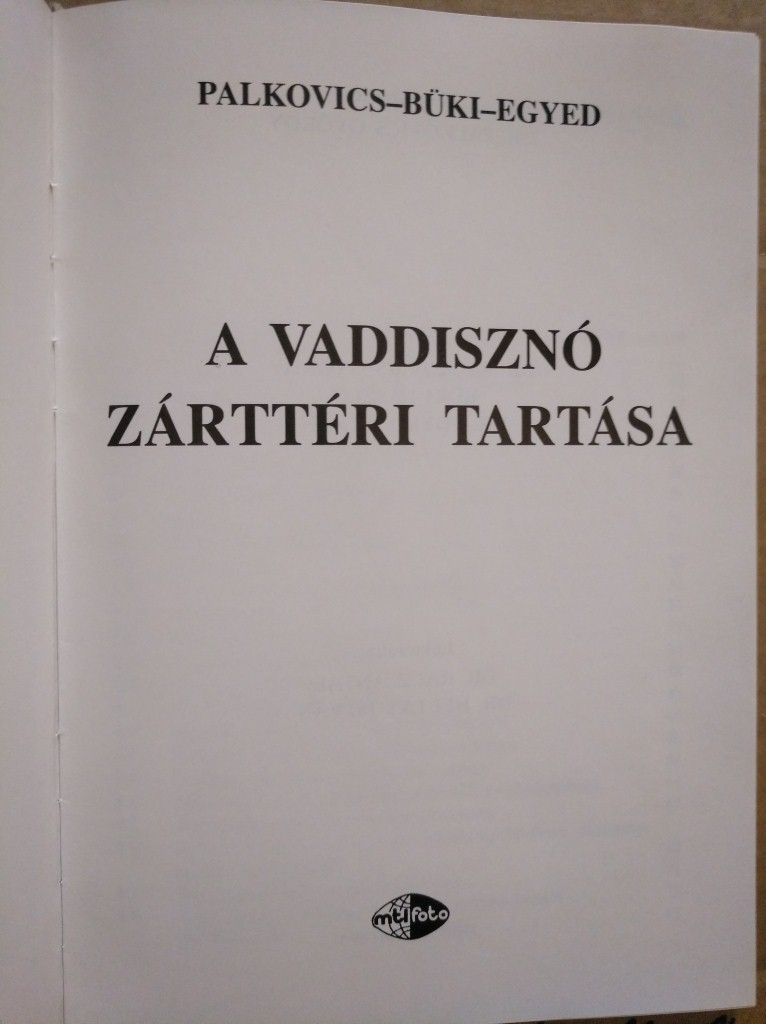 PALKOVICS–BÜKI–EGYED
A VADDISZNÓ
ZÁRTTÉRI TARTÁSA
mti foto